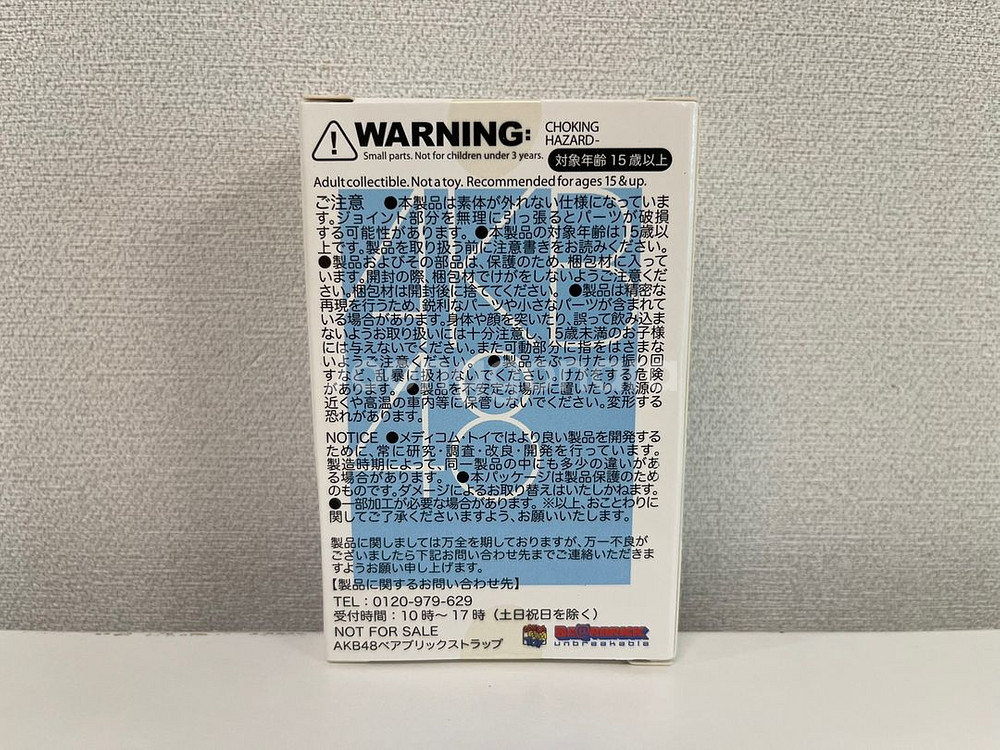 WARNING: CHOKING HAZARD-
Small parts. Not for children under 3 years.
対象年齢 15 歳以上
Adult collectible. Not a toy. Recommended for ages 15 & up.
AKB
48
ご注意 ●本製品は素体が外れない仕様になっていま
す。ジョイント部分を無理に引っ張るとパーツが破損
する可能性があります。 ●本製品の対象年齢は15歳以
上です。製品を取り扱う前に注意書きをお読みください。
●製品およびその部品は、保護のため、梱包材に入って
います。開封の際、梱包材でけがをしないようご注意くだ
さい。梱包材は開封後に捨ててください。 ●製品は精密な
再現を行うため、鋭利なパーツや小さなパーツが含まれて
いる場合があります。身体や顔を突いたり、誤って飲み込ま
ないようお取り扱いには十分注意し、15歳未満のお子様
には与えないでください。また可動部分に指をはさまな
いようご注意ください。 ●製品をぶつけたり振り回
すなど、乱暴に扱わないでください。けがをする危険
があります。 ●製品を不安定な場所に置いたり、熱源の
近くや高温の車内等に保管しないでください。変形する
恐れがあります。
NOTICE ●メディコム・トイではより良い製品を開発する
ために、常に研究・調査・改良・開発を行っています。
製造時期によって、同一製品の中にも多少の違いがあ
る場合があります。 ●本パッケージは製品保護のため
のものです。ダメージによるお取り替えはいたしかねます。
●一部加工が必要な場合があります。 ※以上、おことわりに
関してご了承くださいますよう、お願いいたします。
製品に関しましては万全を期しておりますが、万一不良が
ございましたら下記お問い合わせ先までご連絡いただきま
すようお願い申し上げます。
【製品に関するお問い合わせ先】
TEL：0120-979-629
受付時間：10時～17時（土日祝日を除く）
NOT FOR SALE
AKB48ベアブリックストラップ
BE@RBRICK
unbreakable